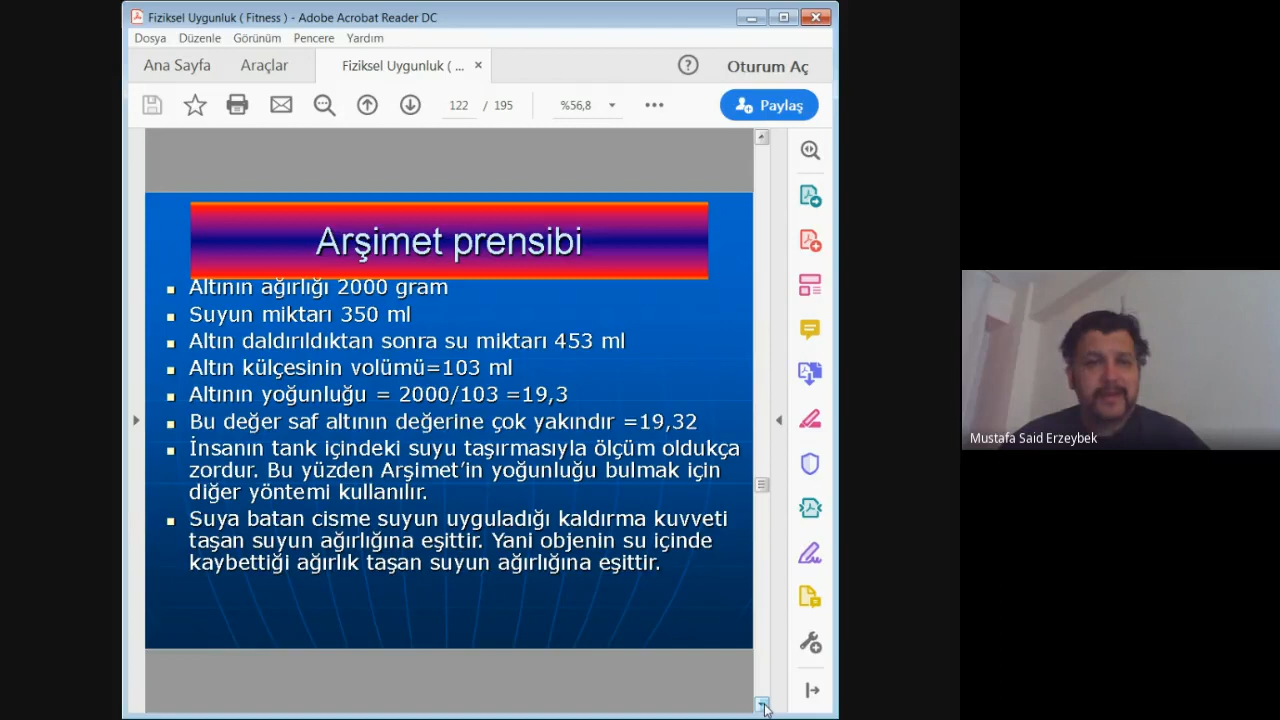 Fiziksel Uygunluk ( Fitness ) - Adobe Acrobat Reader DC
Dosya Düzenle Görünüm Pencere Yardım
Ana Sayfa Araçlar Fiziksel Uygunluk ( ... × ? Oturum Aç
122 / 195 %56,8 Paylaş
Arşimet prensibi
Altının ağırlığı 2000 gram
Suyun miktarı 350 ml
Altın daldırıldıktan sonra su miktarı 453 ml
Altın külçesinin volümü=103 ml
Altının yoğunluğu = 2000/103 =19,3
Bu değer saf altının değerine çok yakındır =19,32
İnsanın tank içindeki suyu taşırmasıyla ölçüm oldukça
zordur. Bu yüzden Arşimet’in yoğunluğu bulmak için
diğer yöntemi kullanılır.
Suya batan cisme suyun uyguladığı kaldırma kuvveti
taşan suyun ağırlığına eşittir. Yani objenin su içinde
kaybettiği ağırlık taşan suyun ağırlığına eşittir.
Mustafa Said Erzeybek